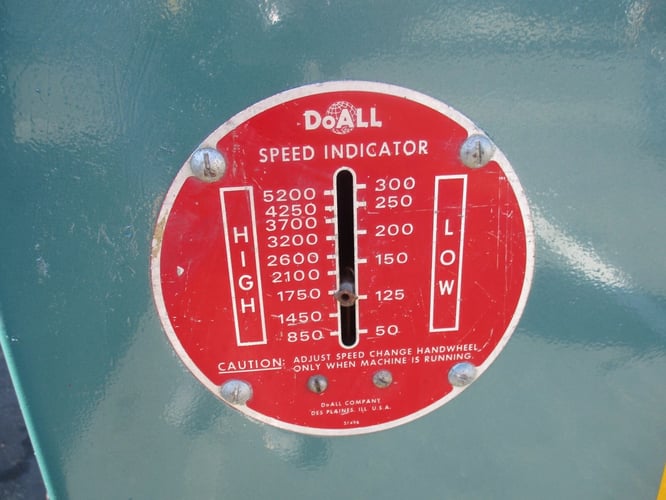 DoALL
SPEED INDICATOR
HIGH
5200
4250
3700
3200
2600
2100
1750
1450
850
300
250
200
150
125
50
LOW
CAUTION: ADJUST SPEED CHANGE HANDWHEEL
ONLY WHEN MACHINE IS RUNNING.
DoALL COMPANY
DES PLAINES, ILL. U.S.A.